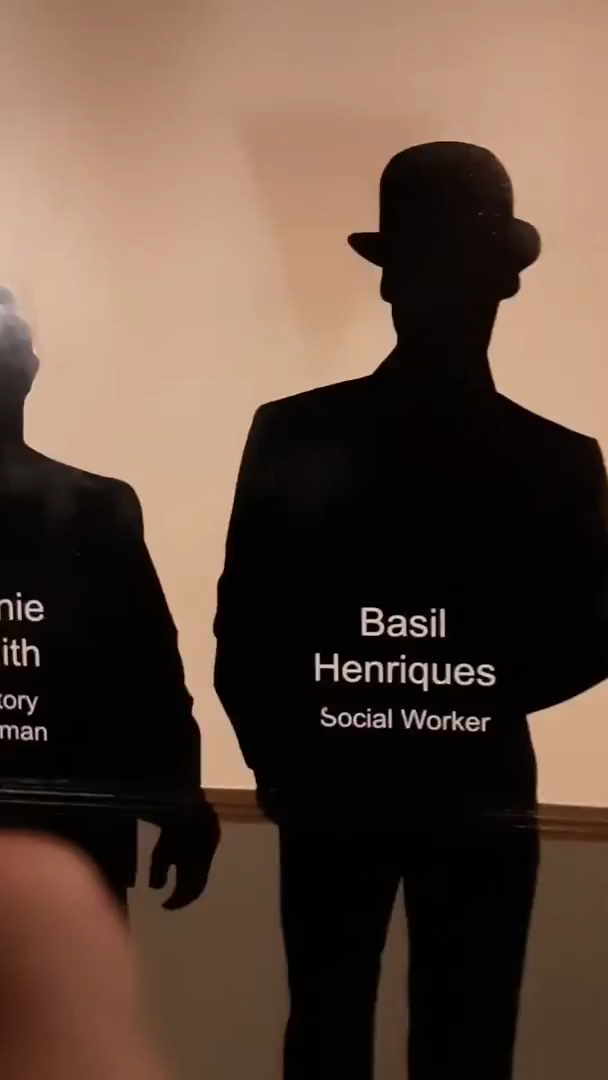 nie
ith
tory
man
Basil
Henriques
Social Worker